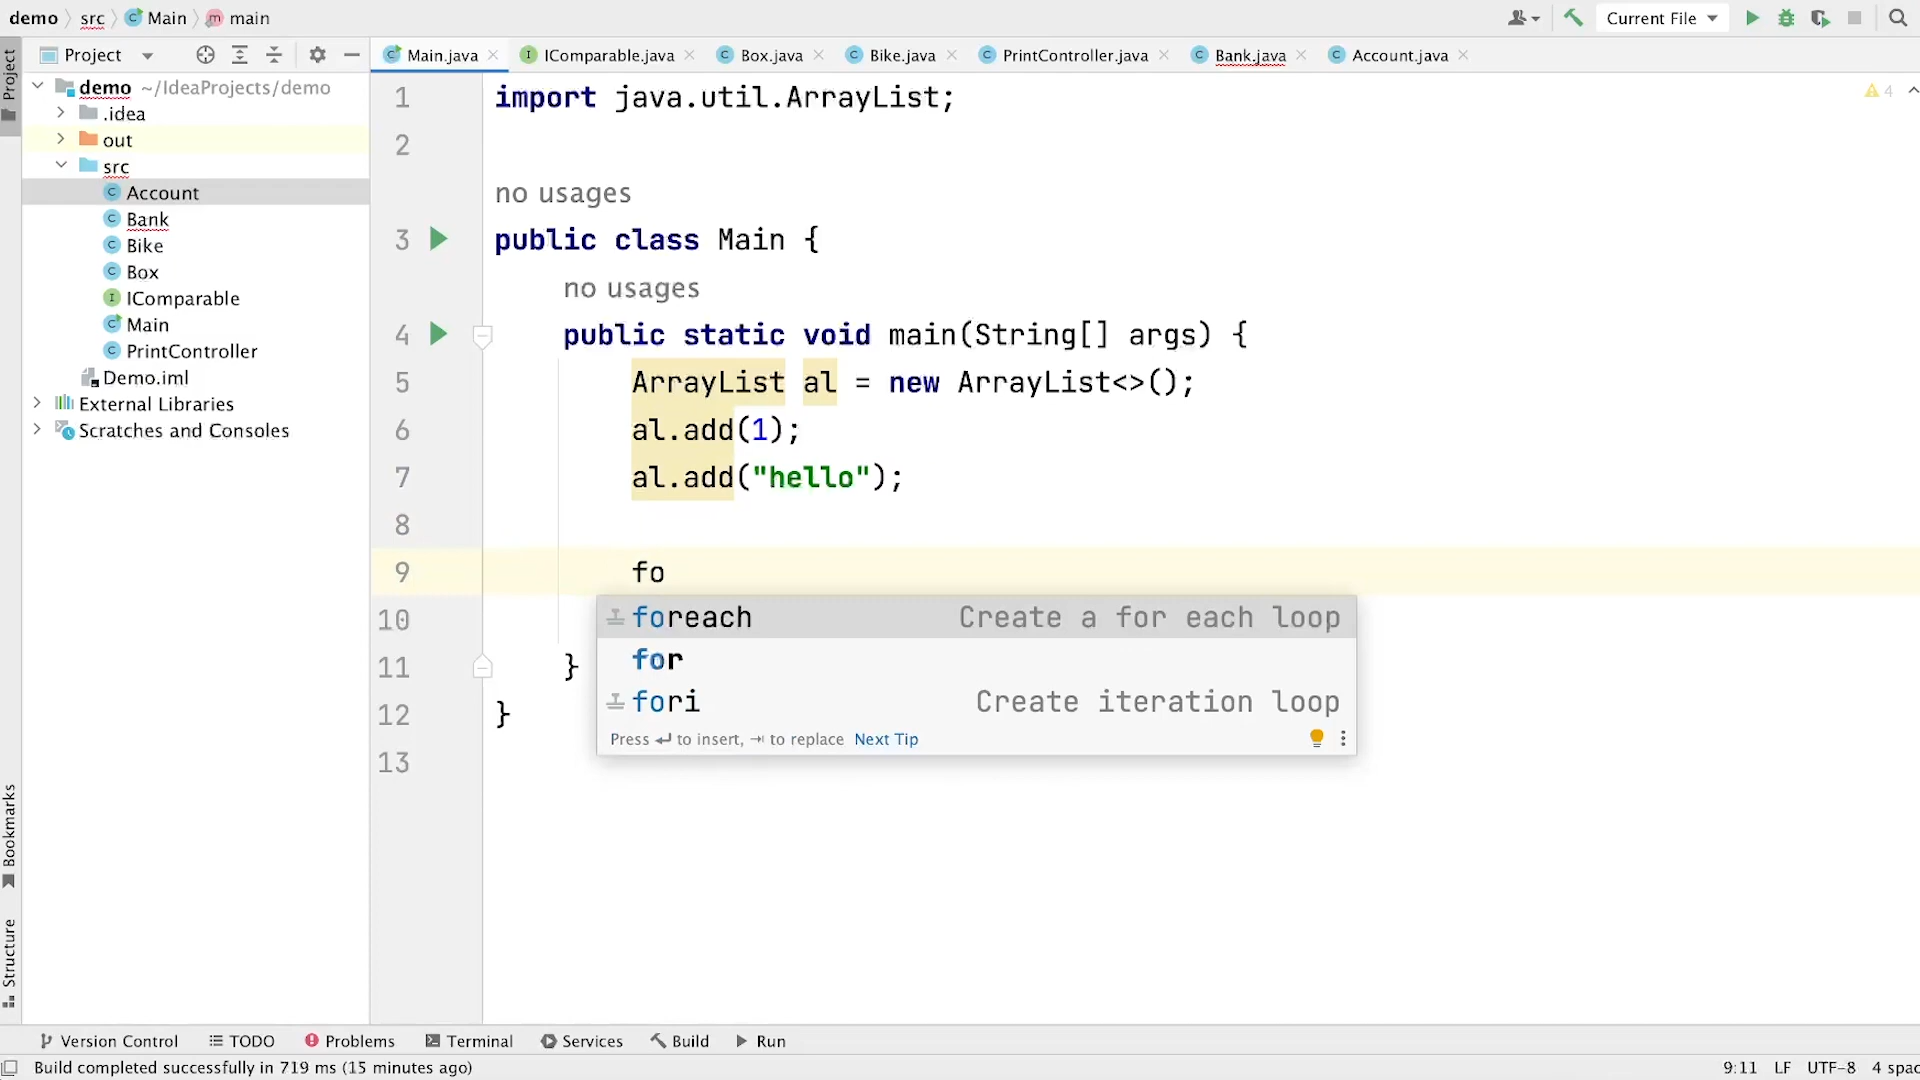 demo src Main main
Current File
Project
Main.java IComparable.java Box.java Bike.java PrintController.java Bank.java Account.java
Project
demo ~/IdeaProjects/demo
.idea
out
src
Account
Bank
Bike
Box
IComparable
Main
PrintController
Demo.iml
External Libraries
Scratches and Consoles
Bookmarks
Structure
4
1 import java.util.ArrayList;
2
no usages
3 public class Main {
no usages
4 public static void main(String[] args) {
5 ArrayList al = new ArrayList<>();
6 al.add(1);
7 al.add("hello");
8
9 fo
10
11 }
12 }
13
foreach Create a for each loop
for
fori Create iteration loop
Press ↵ to insert, ⇥ to replace Next Tip
Version Control TODO Problems Terminal Services Build Run
Build completed successfully in 719 ms (15 minutes ago)
9:11 LF UTF-8 4 spac